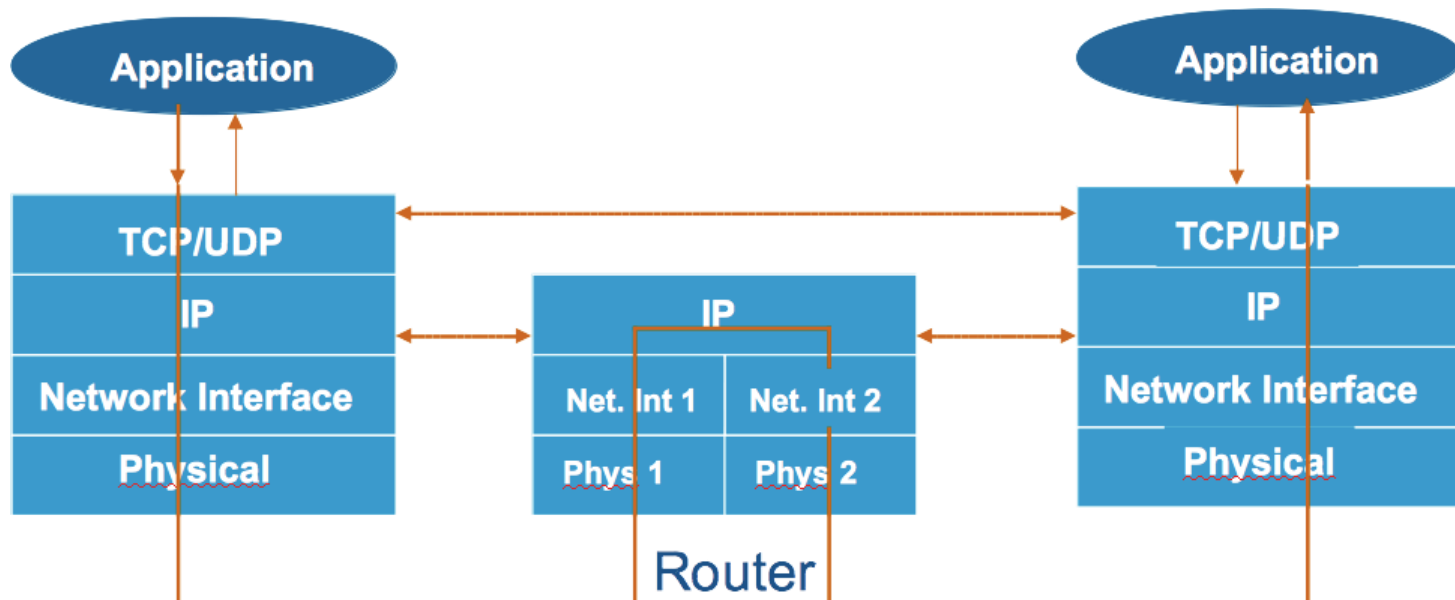 Application
Application
TCP/UDP
TCP/UDP
IP
IP
IP
Network Interface
Net. Int 1
Net. Int 2
Network Interface
Physical
Phys 1
Phys 2
Physical
Router